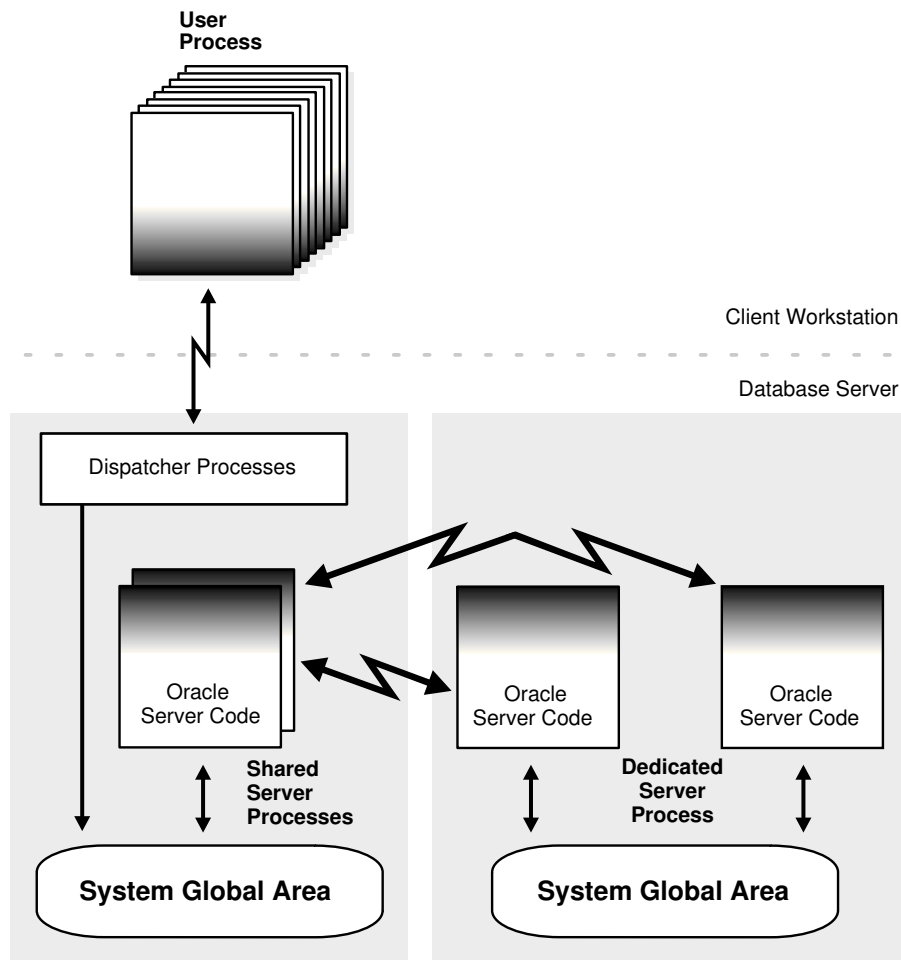 User
Process
Client Workstation
Database Server
Dispatcher Processes
Oracle
Server Code
Oracle
Server Code
Oracle
Server Code
Shared
Server
Processes
Dedicated
Server
Process
System Global Area
System Global Area